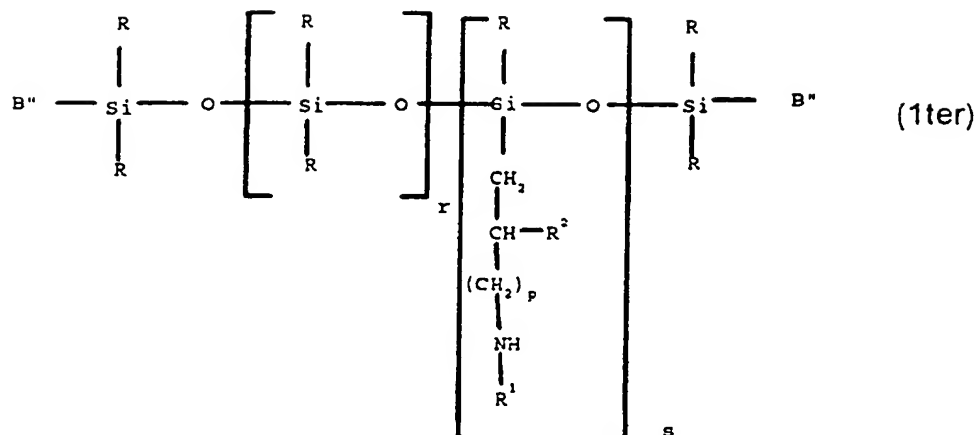 R R R R
B" Si O Si O Si O Si B" (1ter)
R R CH₂ R
r
CH R²
(CH₂)p
NH
R¹
s